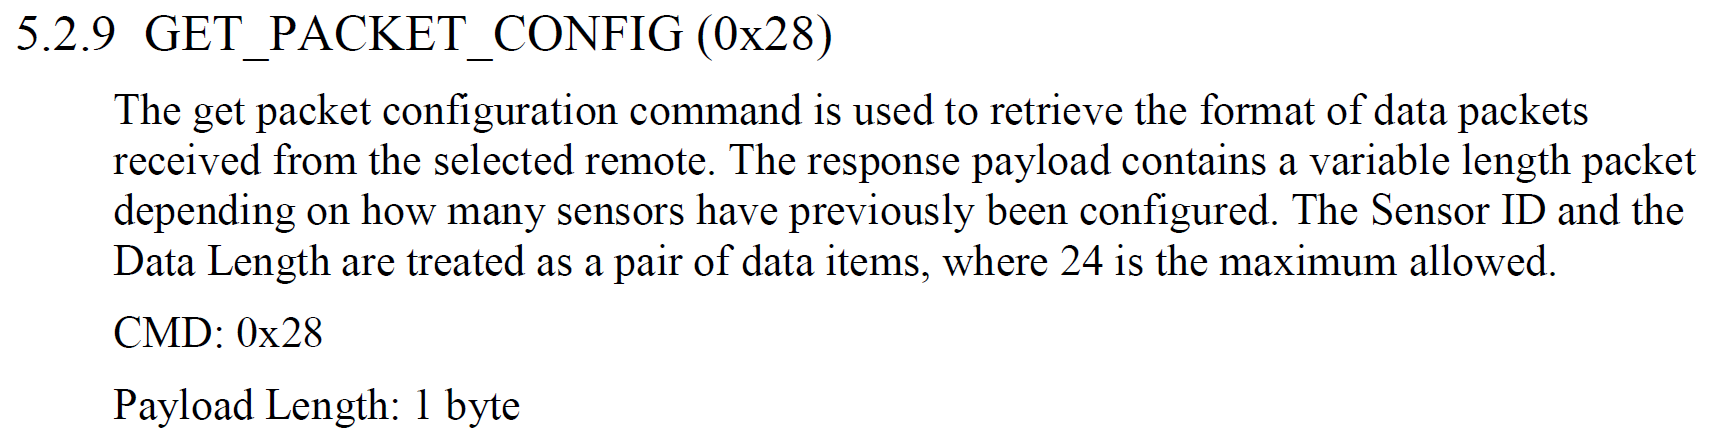 5.2.9 GET_PACKET_CONFIG (0x28)
The get packet configuration command is used to retrieve the format of data packets
received from the selected remote. The response payload contains a variable length packet
depending on how many sensors have previously been configured. The Sensor ID and the
Data Length are treated as a pair of data items, where 24 is the maximum allowed.
CMD: 0x28
Payload Length: 1 byte